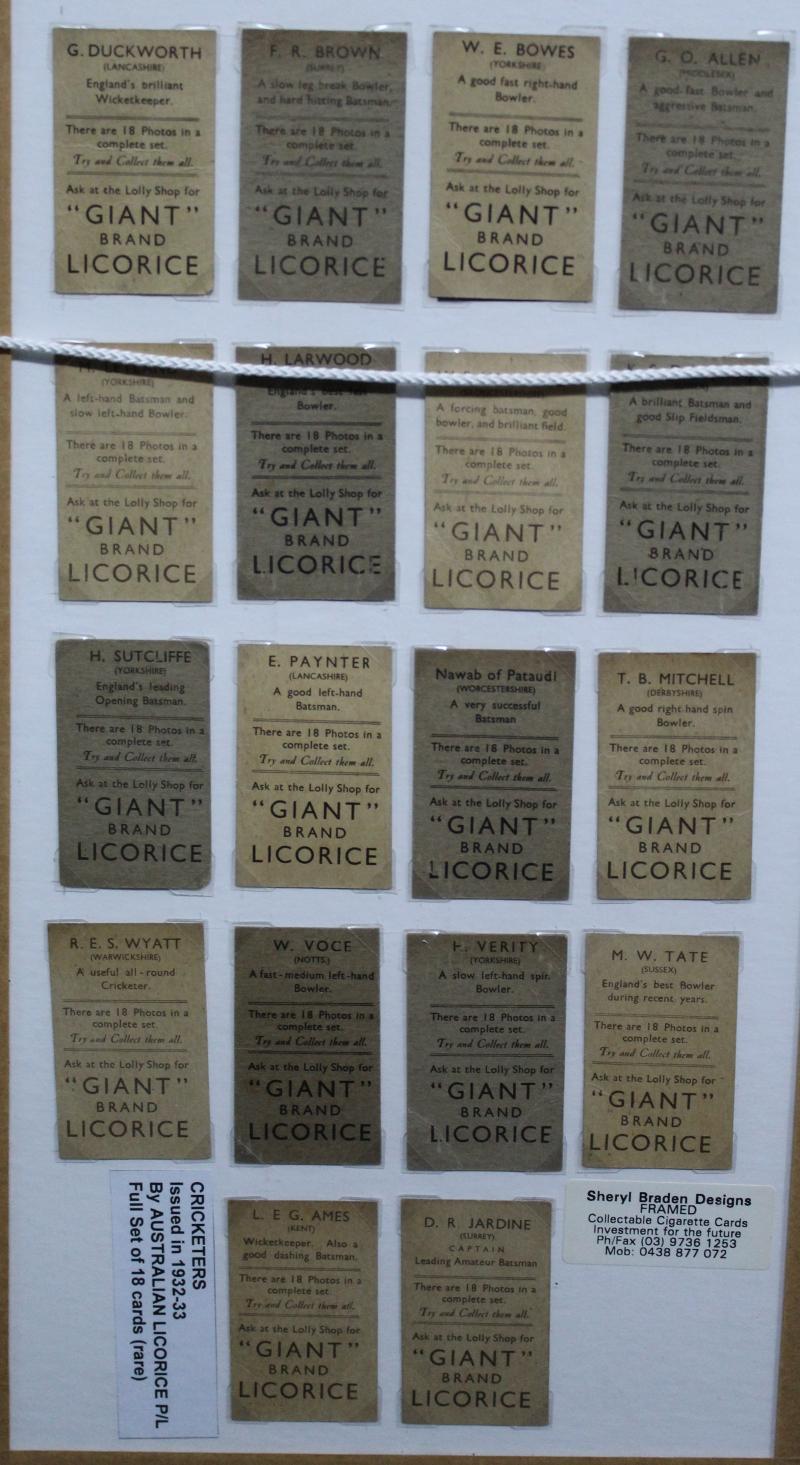 G. DUCKWORTH
(LANCASHIRE)
England's brilliant
Wicketkeeper.
There are 18 Photos in a
complete set.
Try and Collect them all.
Ask at the Lolly Shop for
"GIANT"
BRAND
LICORICE
F. R. BROWN
(SURREY)
A slow leg break Bowler,
and hard hitting Batsman.
There are 18 Photos in a
complete set.
Try and Collect them all.
Ask at the Lolly Shop for
"GIANT"
BRAND
LICORICE
W. E. BOWES
(YORKSHIRE)
A good fast right-hand
Bowler.
There are 18 Photos in a
complete set.
Try and Collect them all.
Ask at the Lolly Shop for
"GIANT"
BRAND
LICORICE
G. O. ALLEN
(MIDDLESEX)
A good fast Bowler and
aggressive Batsman.
There are 18 Photos in a
complete set.
Try and Collect them all.
Ask at the Lolly Shop for
"GIANT"
BRAND
LICORICE
(YORKSHIRE)
A left-hand Batsman and
slow left-hand Bowler.
There are 18 Photos in a
complete set.
Try and Collect them all.
Ask at the Lolly Shop for
"GIANT"
BRAND
LICORICE
H. LARWOOD
England's best fast
Bowler.
There are 18 Photos in a
complete set.
Try and Collect them all.
Ask at the Lolly Shop for
"GIANT"
BRAND
LICORICE
A forcing batsman, good
bowler, and brilliant field.
There are 18 Photos in a
complete set.
Try and Collect them all.
Ask at the Lolly Shop for
"GIANT"
BRAND
LICORICE
A brilliant Batsman and
good Slip Fieldsman.
There are 18 Photos in a
complete set.
Try and Collect them all.
Ask at the Lolly Shop for
"GIANT"
BRAND
LICORICE
H. SUTCLIFFE
(YORKSHIRE)
England's leading
Opening Batsman.
There are 18 Photos in a
complete set.
Try and Collect them all.
Ask at the Lolly Shop for
"GIANT"
BRAND
LICORICE
E. PAYNTER
(LANCASHIRE)
A good left-hand
Batsman.
There are 18 Photos in a
complete set.
Try and Collect them all.
Ask at the Lolly Shop for
"GIANT"
BRAND
LICORICE
Nawab of Pataudi
(WORCESTERSHIRE)
A very successful
Batsman
There are 18 Photos in a
complete set.
Try and Collect them all.
Ask at the Lolly Shop for
"GIANT"
BRAND
LICORICE
T. B. MITCHELL
(DERBYSHIRE)
A good right-hand spin
Bowler.
There are 18 Photos in a
complete set.
Try and Collect them all.
Ask at the Lolly Shop for
"GIANT"
BRAND
LICORICE
R. E. S. WYATT
(WARWICKSHIRE)
A useful all-round
Cricketer.
There are 18 Photos in a
complete set.
Try and Collect them all.
Ask at the Lolly Shop for
"GIANT"
BRAND
LICORICE
W. VOCE
(NOTTS.)
A fast-medium left-hand
Bowler.
There are 18 Photos in a
complete set.
Try and Collect them all.
Ask at the Lolly Shop for
"GIANT"
BRAND
LICORICE
H. VERITY
(YORKSHIRE)
A slow left-hand spin
Bowler.
There are 18 Photos in a
complete set.
Try and Collect them all.
Ask at the Lolly Shop for
"GIANT"
BRAND
LICORICE
M. W. TATE
(SUSSEX)
England's best Bowler
during recent years.
There are 18 Photos in a
complete set.
Try and Collect them all.
Ask at the Lolly Shop for
"GIANT"
BRAND
LICORICE
CRICKETERS
Issued in 1932-33
By AUSTRALIAN LICORICE P/L
Full Set of 18 cards (rare)
L. E G. AMES
(KENT)
Wicketkeeper. Also a
good dashing Batsman.
There are 18 Photos in a
complete set.
Try and Collect them all.
Ask at the Lolly Shop for
"GIANT"
BRAND
LICORICE
D. R. JARDINE
(SURREY)
CAPTAIN
Leading Amateur Batsman
There are 18 Photos in a
complete set.
Try and Collect them all.
Ask at the Lolly Shop for
"GIANT"
BRAND
LICORICE
Sheryl Braden Designs
FRAMED
Collectable Cigarette Cards
Investment for the future
Ph/Fax (03) 9736 1253
Mob: 0438 877 072